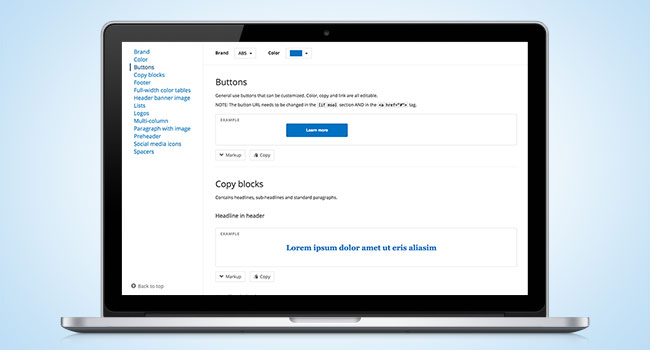 Brand
Color
Buttons
Copy blocks
Footer
Full-width color tables
Header banner image
Lists
Logos
Multi-column
Paragraph with image
Preheader
Social media icons
Spacers
Back to top
Brand ABS Color
Buttons
General use buttons that can be customized. Color, copy and link are all editable.
NOTE: The button URL needs to be changed in the [if mso] section AND in the <a href="#"> tag.
EXAMPLE
Learn more
Markup Copy
Copy blocks
Contains headlines, sub-headlines and standard paragraphs.
Headline in header
EXAMPLE
Lorem ipsum dolor amet ut eris aliasim
Markup Copy